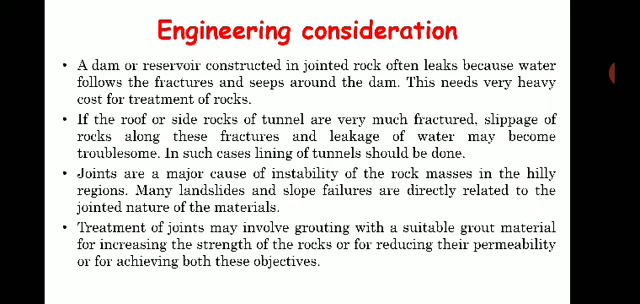 Engineering consideration
• A dam or reservoir constructed in jointed rock often leaks because water
follows the fractures and seeps around the dam. This needs very heavy
cost for treatment of rocks.
• If the roof or side rocks of tunnel are very much fractured, slippage of
rocks along these fractures and leakage of water may become
troublesome. In such cases lining of tunnels should be done.
• Joints are a major cause of instability of the rock masses in the hilly
regions. Many landslides and slope failures are directly related to the
jointed nature of the materials.
• Treatment of joints may involve grouting with a suitable grout material
for increasing the strength of the rocks or for reducing their permeability
or for achieving both these objectives.